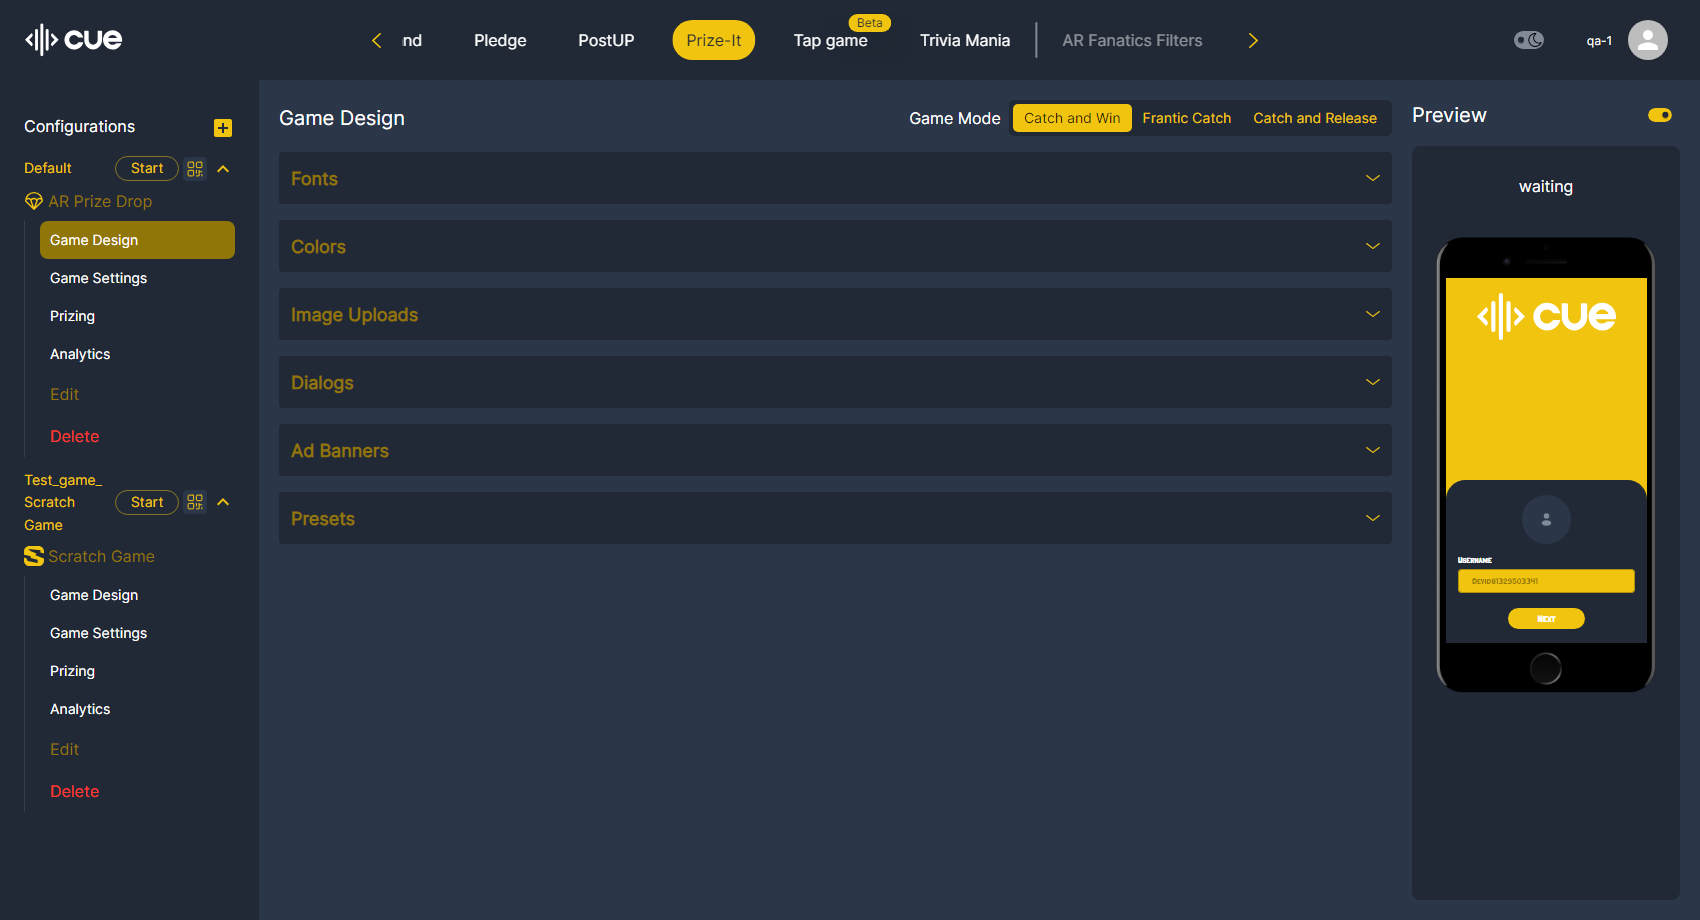 cue
nd
Pledge
PostUP
Prize-It
Beta
Tap game
Trivia Mania
AR Fanatics Filters
qa-1
Configurations
Default
Start
AR Prize Drop
Game Design
Game Settings
Prizing
Analytics
Edit
Delete
Test_game_
Scratch
Game
Start
Scratch Game
Game Design
Game Settings
Prizing
Analytics
Edit
Delete
Game Design
Game Mode
Catch and Win
Frantic Catch
Catch and Release
Fonts
Colors
Image Uploads
Dialogs
Ad Banners
Presets
Preview
waiting
cue
Username
Next